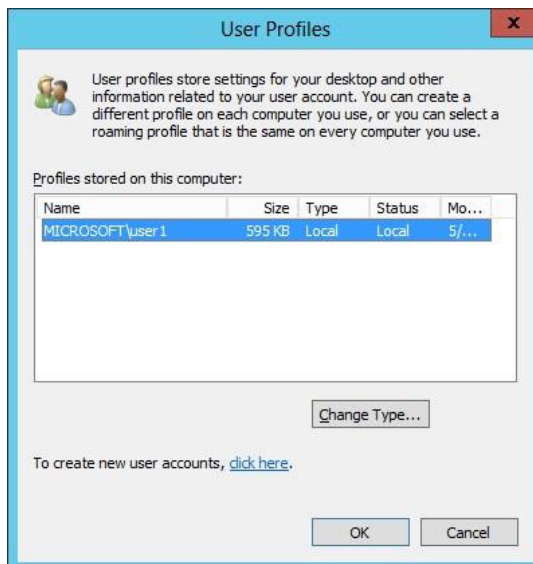 User Profiles
x
User profiles store settings for your desktop and other
information related to your user account. You can create a
different profile on each computer you use, or you can select a
roaming profile that is the same on every computer you use.
Profiles stored on this computer:
Name Size Type Status Mo...
MICROSOFT\user1 595 KB Local Local 5/...
Change Type...
To create new user accounts, click here.
OK Cancel